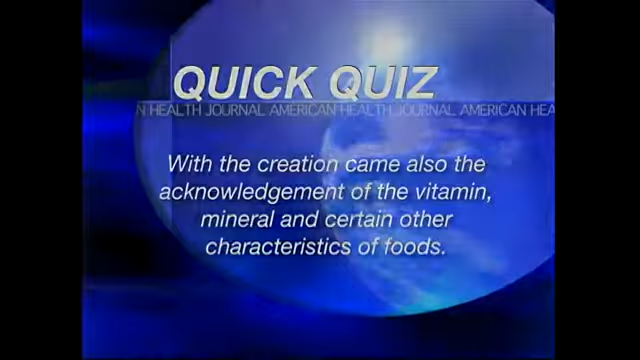 QUICK QUIZ
N HEALTH JOURNAL AMERICAN HEALTH JOURNAL AMERICAN HEA
With the creation came also the
acknowledgement of the vitamin,
mineral and certain other
characteristics of foods.